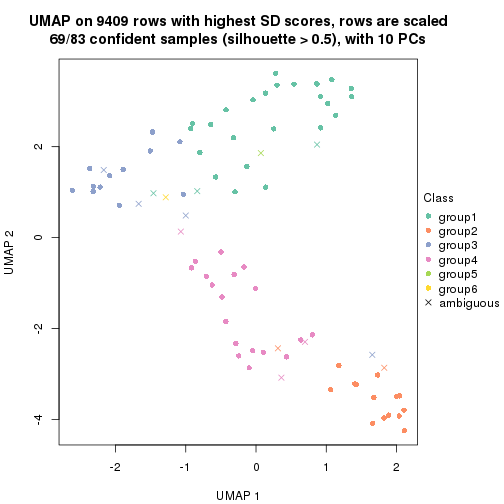 UMAP on 9409 rows with highest SD scores, rows are scaled
69/83 confident samples (silhouette > 0.5), with 10 PCs
2
0
-2
-4
UMAP 2
-2
-1
0
1
2
UMAP 1
Class
group1
group2
group3
group4
group5
group6
ambiguous